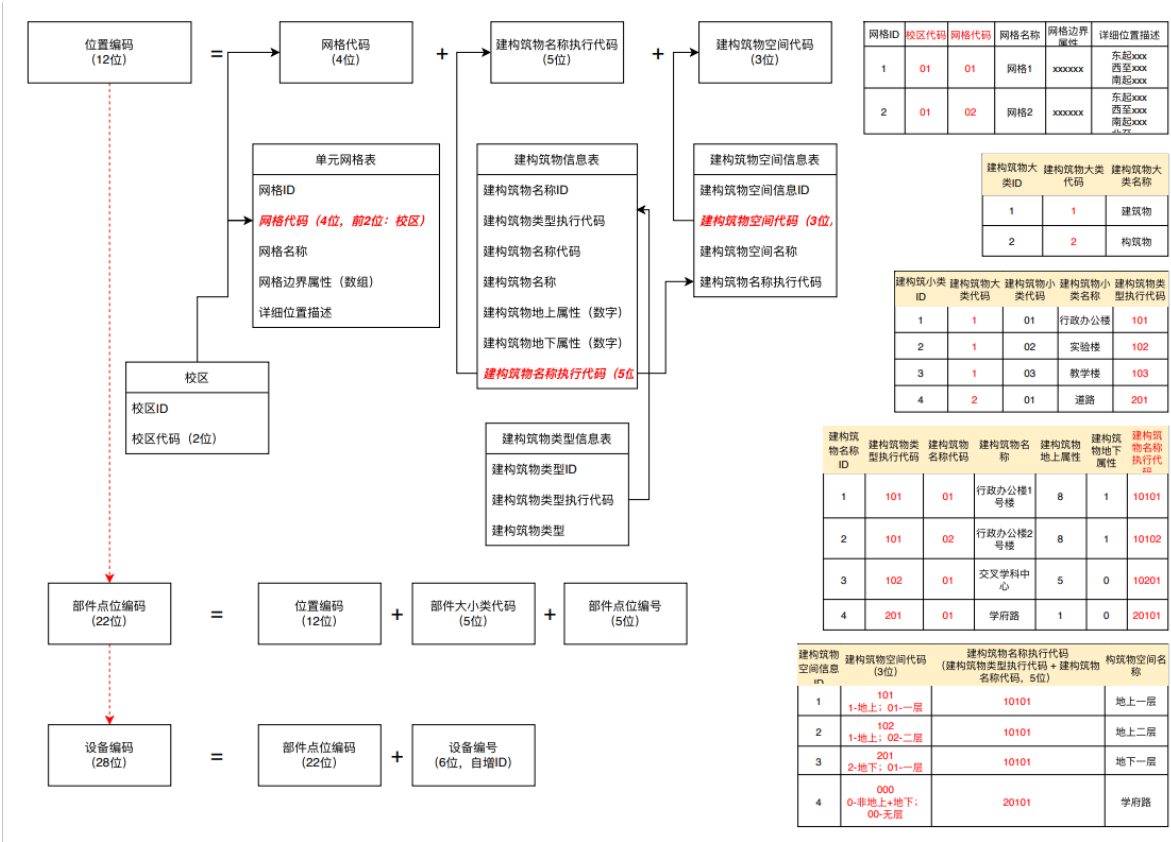 位置编码
(12位)
=
网格代码
(4位)
+
建构筑物名称执行代码
(5位)
+
建构筑物空间代码
(3位)
单元网格表
网格ID
网格代码（4位，前2位：校区）
网格名称
网格边界属性（数组）
详细位置描述
校区
校区ID
校区代码（2位）
建构筑物信息表
建构筑物名称ID
建构筑物类型执行代码
建构筑物名称代码
建构筑物名称
建构筑物地上属性（数字）
建构筑物地下属性（数字）
建构筑物名称执行代码（5位
建构筑物空间信息表
建构筑物空间信息ID
建构筑物空间代码（3位,
建构筑物空间名称
建构筑物名称执行代码
建构筑物类型信息表
建构筑物类型ID
建构筑物类型执行代码
建构筑物类型
部件点位编码
(22位)
=
位置编码
(12位)
+
部件大小类代码
(5位)
+
部件点位编号
(5位)
设备编码
(28位)
=
部件点位编码
(22位)
+
设备编号
(6位，自增ID)
网格ID 校区代码 网格代码 网格名称 网格边界属性 详细位置描述
1 01 01 网格1 xxxxxx 东起xxx
西至xxx
南起xxx
2 01 02 网格2 xxxxxx 东起xxx
西至xxx
南起xxx
建构筑物大类ID 建构筑物大类代码 建构筑物大类名称
1 1 建筑物
2 2 构筑物
建构筑小类ID 建构筑物大类代码 建构筑物小类代码 建构筑物小类名称 建构筑物类型执行代码
1 1 01 行政办公楼 101
2 1 02 实验楼 102
3 1 03 教学楼 103
4 2 01 道路 201
建构筑物名称ID 建构筑物类型执行代码 建构筑物名称代码 建构筑物名称 建构筑物地上属性 建构筑物地下属性 建构筑物名称执行代码
1 101 01 行政办公楼1号楼 8 1 10101
2 101 02 行政办公楼2号楼 8 1 10102
3 102 01 交叉学科中心 5 0 10201
4 201 01 学府路 1 0 20101
建构筑物空间信息ID 建构筑物空间代码(3位) 建构筑物名称执行代码（建构筑物类型执行代码 + 建构筑物名称代码，5位） 构筑物空间名称
1 101
1-地上；01-一层 10101 地上一层
2 102
1-地上；02-二层 10101 地上二层
3 201
2-地下；01-一层 10101 地下一层
4 000
0-非地上+地下；
00-无层 20101 学府路